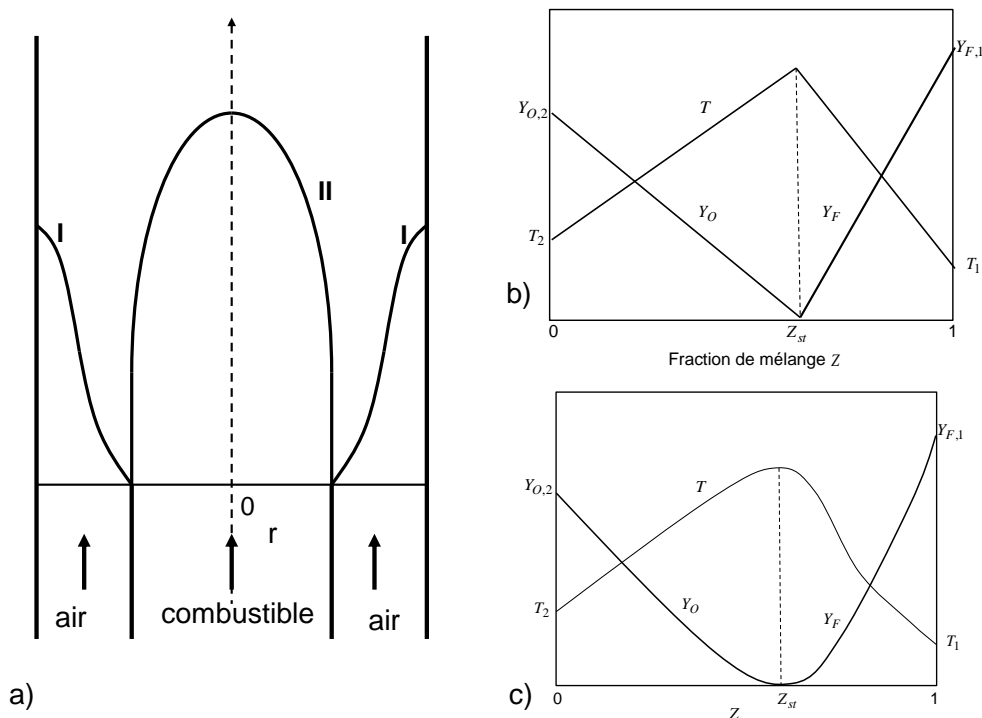 I
II
I
0
r
air
combustible
air
a)
Y_{F,1}
Y_{O,2}
T
T_2
Y_O
Y_F
T_1
b)
0
Z_{st}
1
Fraction de mélange Z
Y_{F,1}
Y_{O,2}
T
T_2
Y_O
Y_F
T_1
c)
0
Z_{st}
1
Z